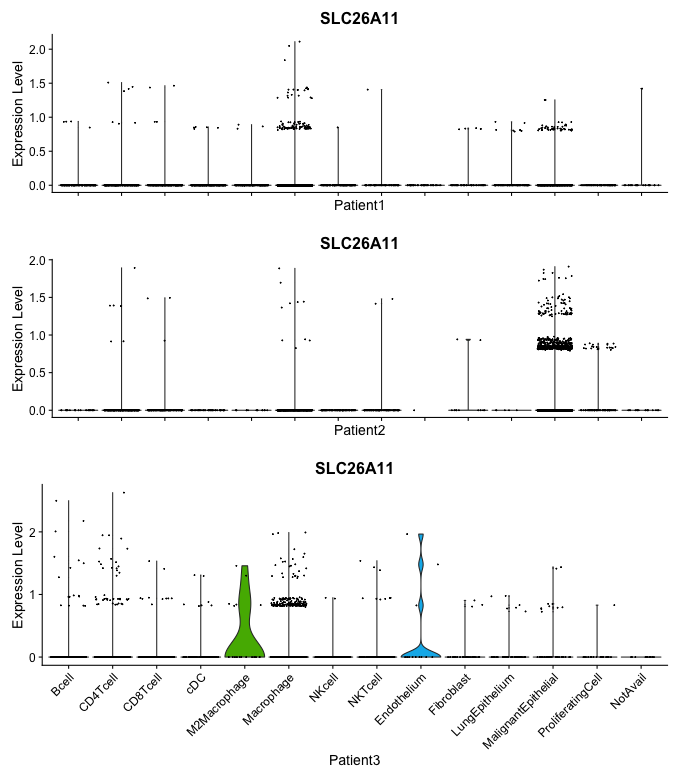 SLC26A11
Expression Level
2.0
1.5
1.0
0.5
0.0
Patient1
SLC26A11
Expression Level
2.0
1.5
1.0
0.5
0.0
Patient2
SLC26A11
Expression Level
2
1
0
Bcell
CD4Tcell
CD8Tcell
cDC
M2Macrophage
Macrophage
NKcell
NKTcell
Endothelium
Fibroblast
LungEpithelium
MalignantEpithelial
ProliferatingCell
NotAvail
Patient3